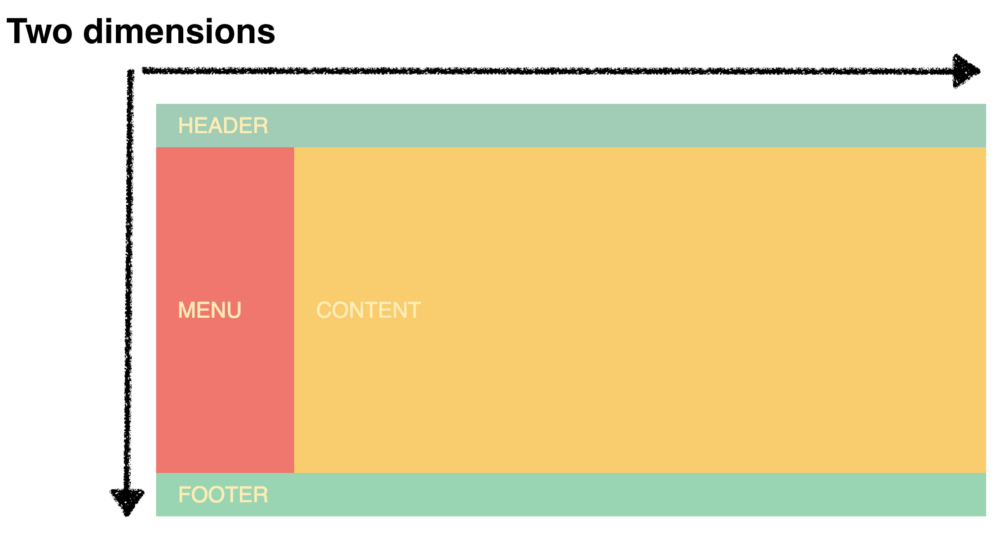 Two dimensions
HEADER
MENU
CONTENT
FOOTER